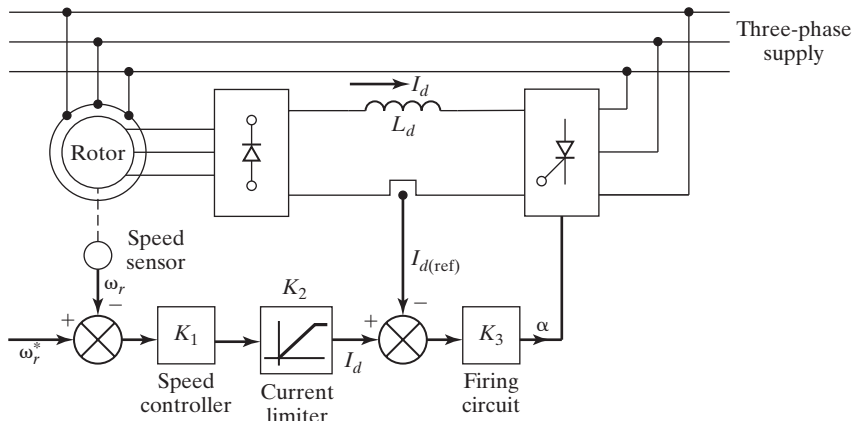 Three-phase
supply
I_d
L_d
Rotor
Speed
sensor
I_d(ref)
ω_r
K_2
+ −
+ −
K_1
K_3
α
ω_r^*
I_d
Speed
controller
Current
limiter
Firing
circuit